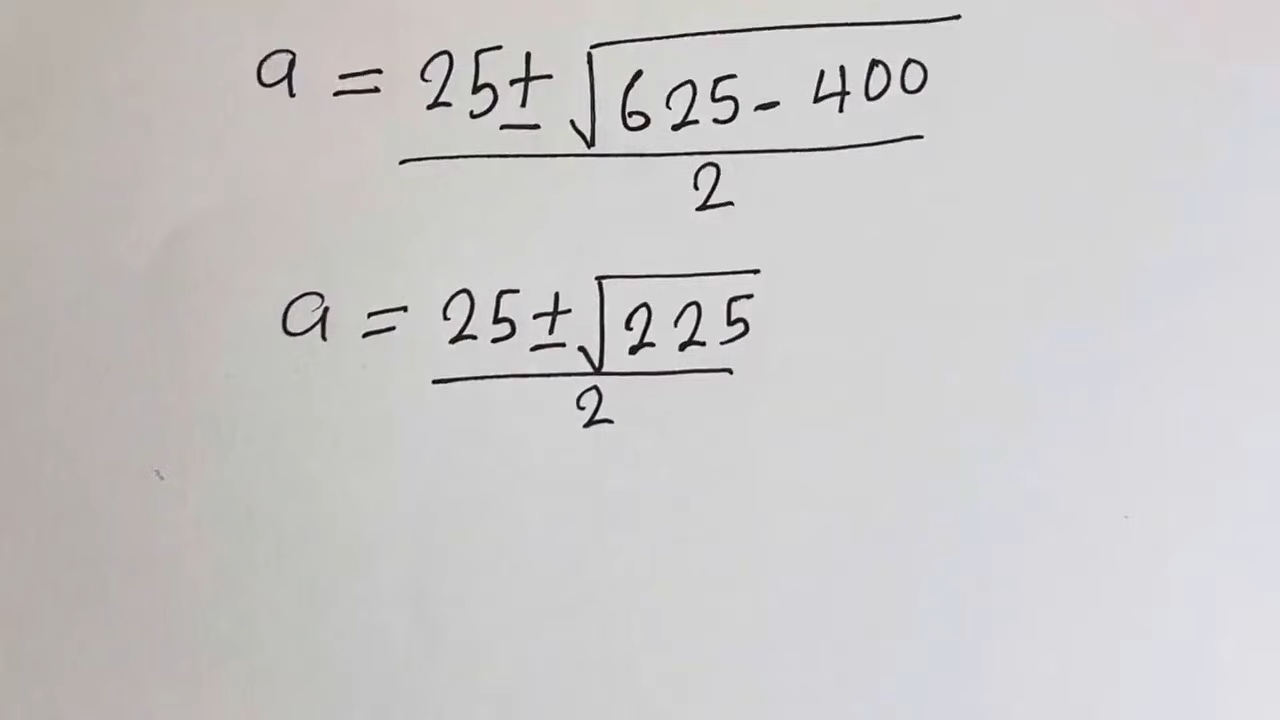 a = (25 ± √(625 - 400)) / 2
a = (25 ± √225) / 2